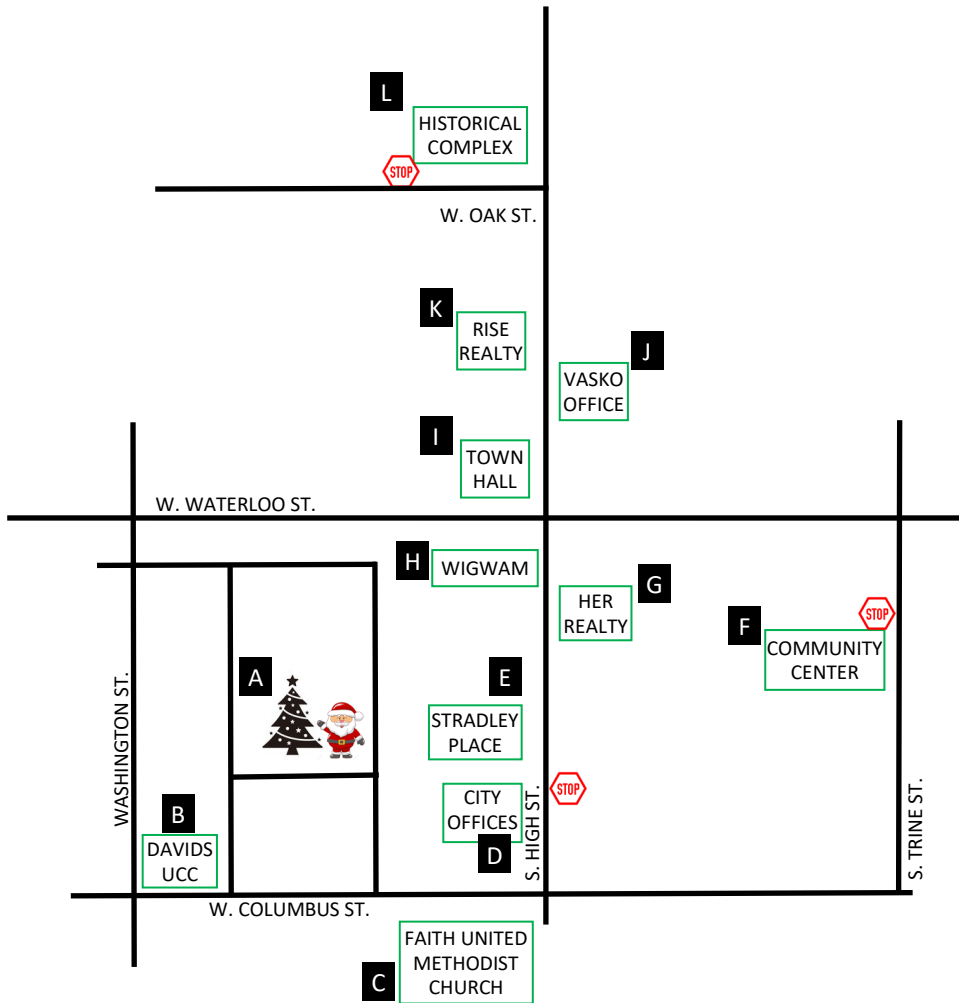 L
HISTORICAL
COMPLEX
STOP
W. OAK ST.
K
RISE
REALTY
J
VASKO
OFFICE
I
TOWN
HALL
W. WATERLOO ST.
H
WIGWAM
G
HER
REALTY
STOP
F
COMMUNITY
CENTER
A
E
STRADLEY
PLACE
WASHINGTON ST.
STOP
CITY
OFFICES
D
S. HIGH ST.
S. TRINE ST.
B
DAVIDS
UCC
W. COLUMBUS ST.
FAITH UNITED
METHODIST
CHURCH
C